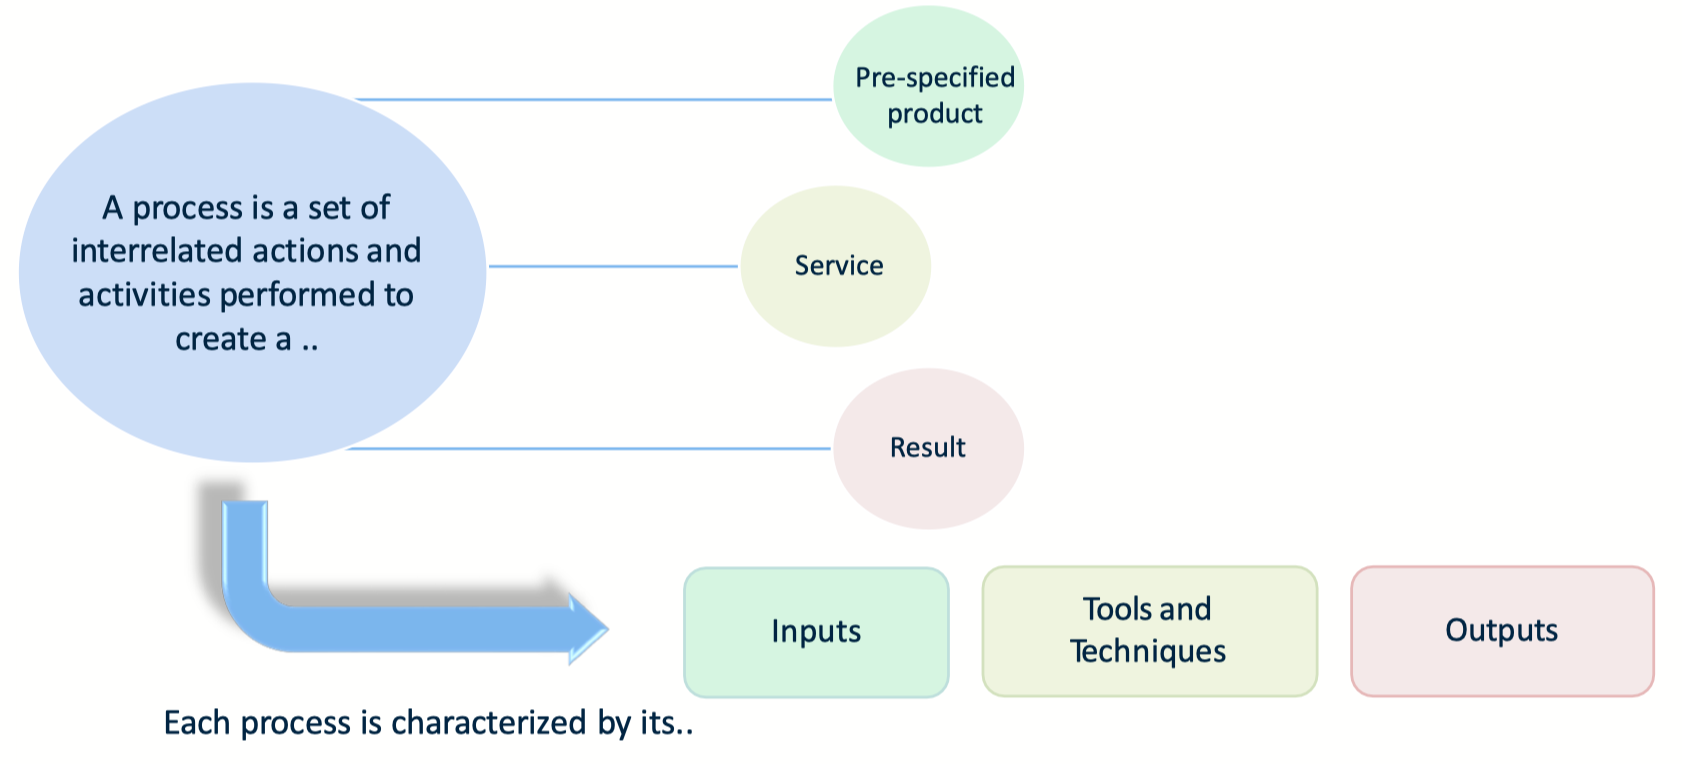 Pre-specified
product
A process is a set of
interrelated actions and
activities performed to
create a ..
Service
Result
Inputs
Tools and
Techniques
Outputs
Each process is characterized by its..